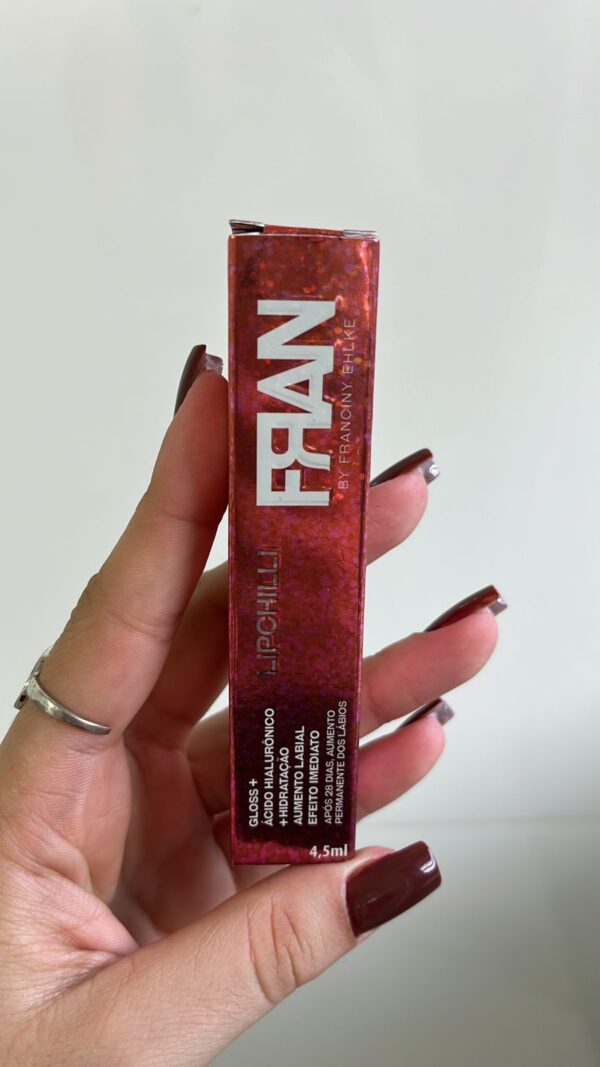 FRAN
BY FRANCINY EHLKE
LIPCHILLI
GLOSS +
ÁCIDO HIALURÔNICO
+HIDRATAÇÃO
AUMENTO LABIAL
EFEITO IMEDIATO
APÓS 28 DIAS, AUMENTO
PERMANENTE DOS LÁBIOS
4,5ml